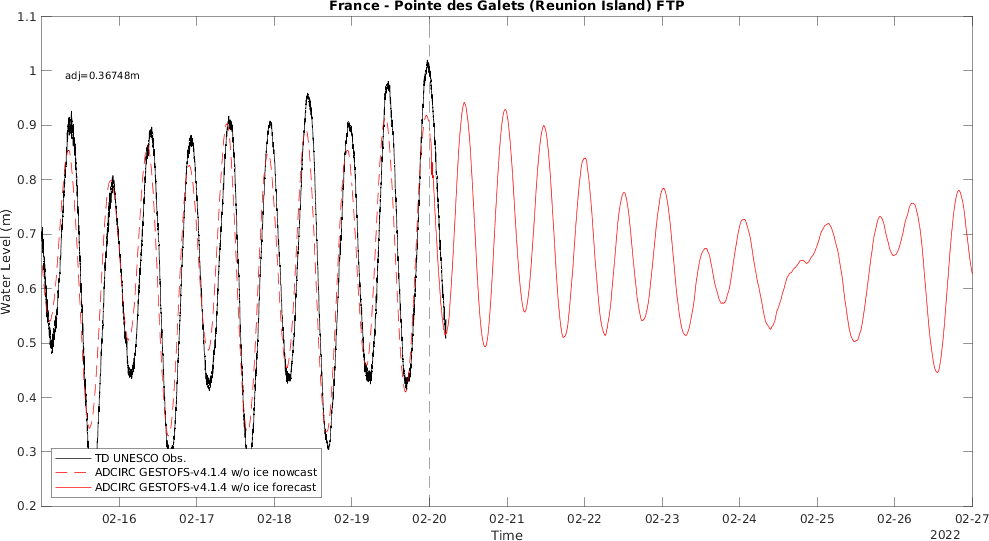 France - Pointe des Galets (Reunion Island) FTP
1.1
1
0.9
0.8
0.7
0.6
0.5
0.4
0.3
0.2
Water Level (m)
adj=0.36748m
TD UNESCO Obs.
ADCIRC GESTOFS-v4.1.4 w/o ice nowcast
ADCIRC GESTOFS-v4.1.4 w/o ice forecast
02-16 02-17 02-18 02-19 02-20 02-21 02-22 02-23 02-24 02-25 02-26 02-27
Time
2022